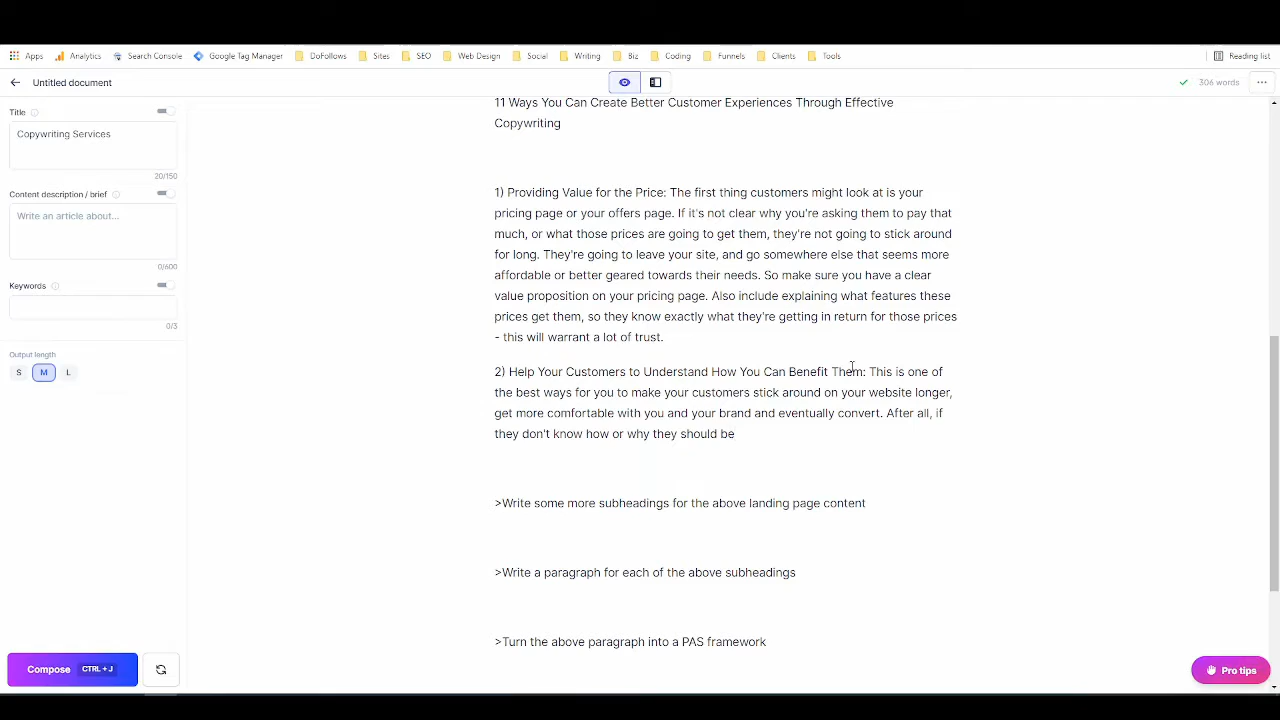 Apps Analytics Search Console Google Tag Manager DoFollows Sites SEO Web Design Social Writing Biz Coding Funnels Clients Tools Reading list
Untitled document 306 words
Title
Copywriting Services
20/150
Content description / brief
Write an article about...
0/600
Keywords
0/3
Output length
S M L
Compose CTRL + J
11 Ways You Can Create Better Customer Experiences Through Effective
Copywriting
1) Providing Value for the Price: The first thing customers might look at is your
pricing page or your offers page. If it's not clear why you're asking them to pay that
much, or what those prices are going to get them, they're not going to stick around
for long. They're going to leave your site, and go somewhere else that seems more
affordable or better geared towards their needs. So make sure you have a clear
value proposition on your pricing page. Also include explaining what features these
prices get them, so they know exactly what they're getting in return for those prices
- this will warrant a lot of trust.
2) Help Your Customers to Understand How You Can Benefit Them: This is one of
the best ways for you to make your customers stick around on your website longer,
get more comfortable with you and your brand and eventually convert. After all, if
they don't know how or why they should be
>Write some more subheadings for the above landing page content
>Write a paragraph for each of the above subheadings
>Turn the above paragraph into a PAS framework
Pro tips